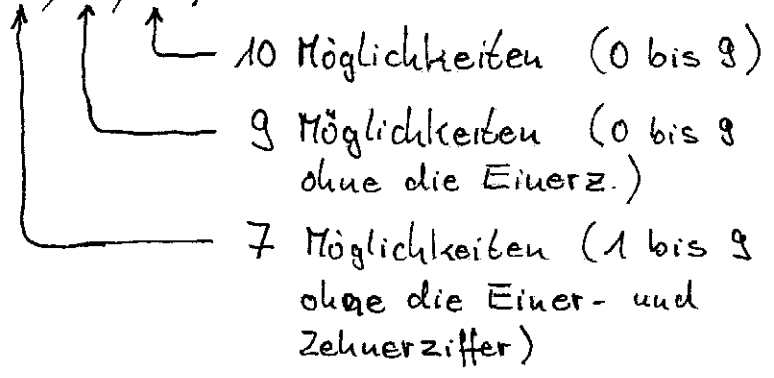 10 Möglichkeiten (0 bis 9)
9 Möglichkeiten (0 bis 9
ohne die Einerz.)
7 Möglichkeiten (1 bis 9
ohne die Einer- und
Zehnerziffer)